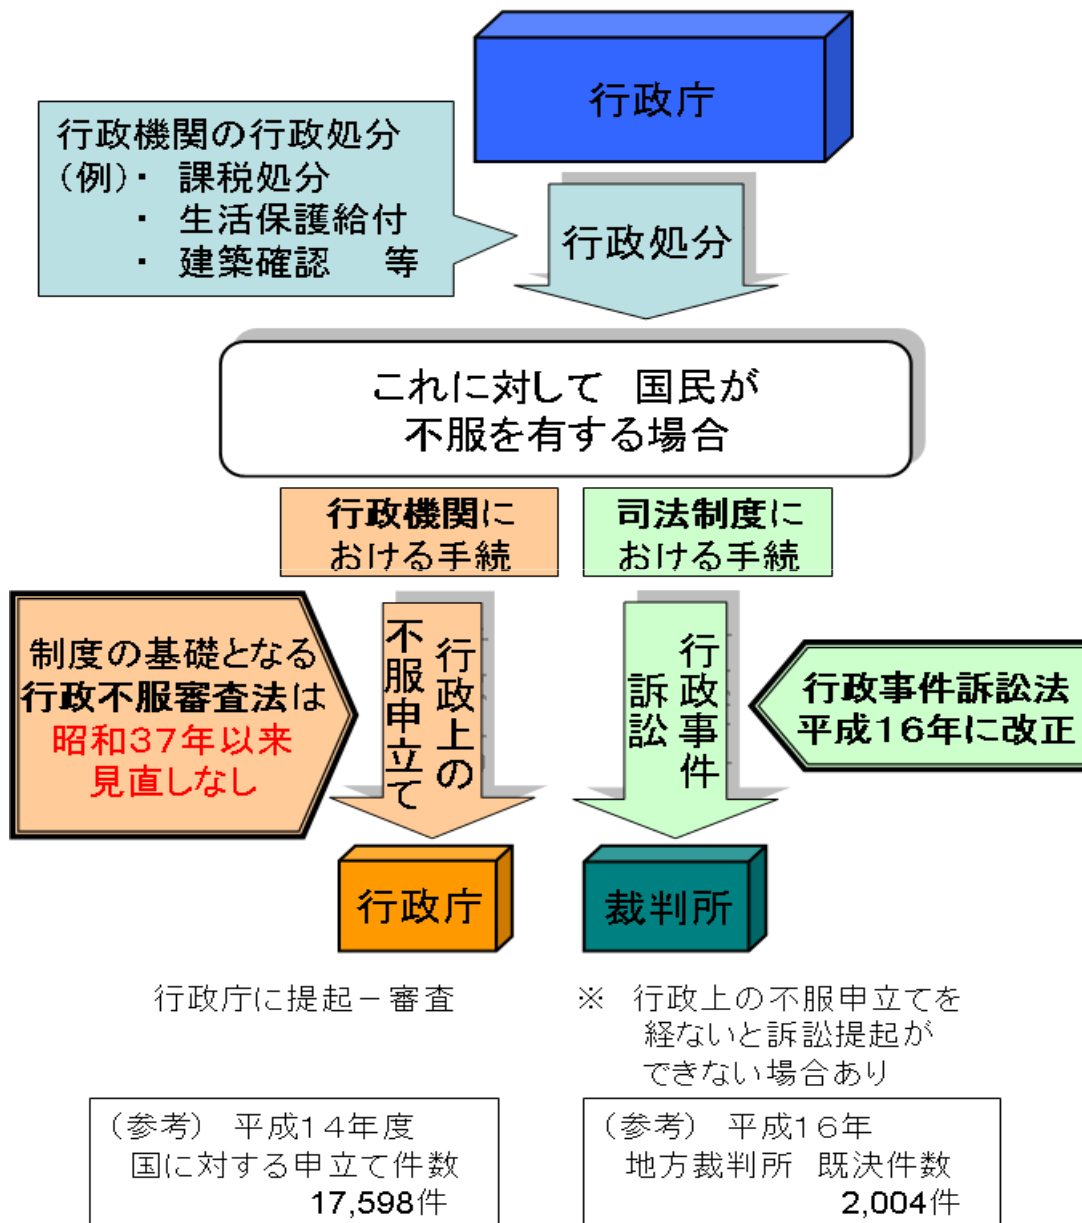 行政庁
行政機関の行政処分
(例)・ 課税処分
・ 生活保護給付
・ 建築確認 等
行政処分
これに対して 国民が
不服を有する場合
行政機関に
おける手続
司法制度に
おける手続
制度の基礎となる
行政不服審査法は
昭和37年以来
見直しなし
行政上の
不服申立て
行政事件
訴訟
行政事件訴訟法
平成16年に改正
行政庁
裁判所
行政庁に提起－審査
※ 行政上の不服申立てを
経ないと訴訟提起が
できない場合あり
(参考) 平成14年度
国に対する申立て件数
17,598件
(参考) 平成16年
地方裁判所 既決件数
2,004件